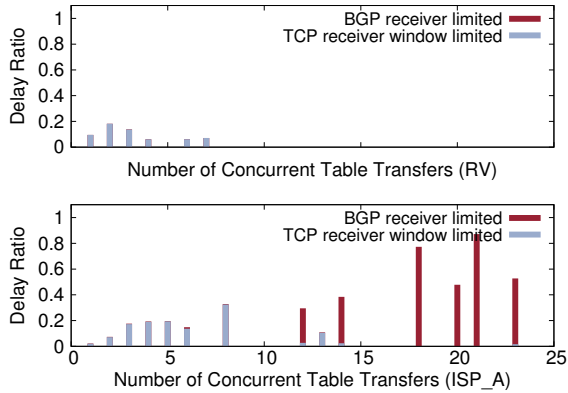 1
0.8
0.6
0.4
0.2
0
Delay Ratio
BGP receiver limited
TCP receiver window limited
Number of Concurrent Table Transfers (RV)
1
0.8
0.6
0.4
0.2
0
Delay Ratio
BGP receiver limited
TCP receiver window limited
0 5 10 15 20 25
Number of Concurrent Table Transfers (ISP_A)